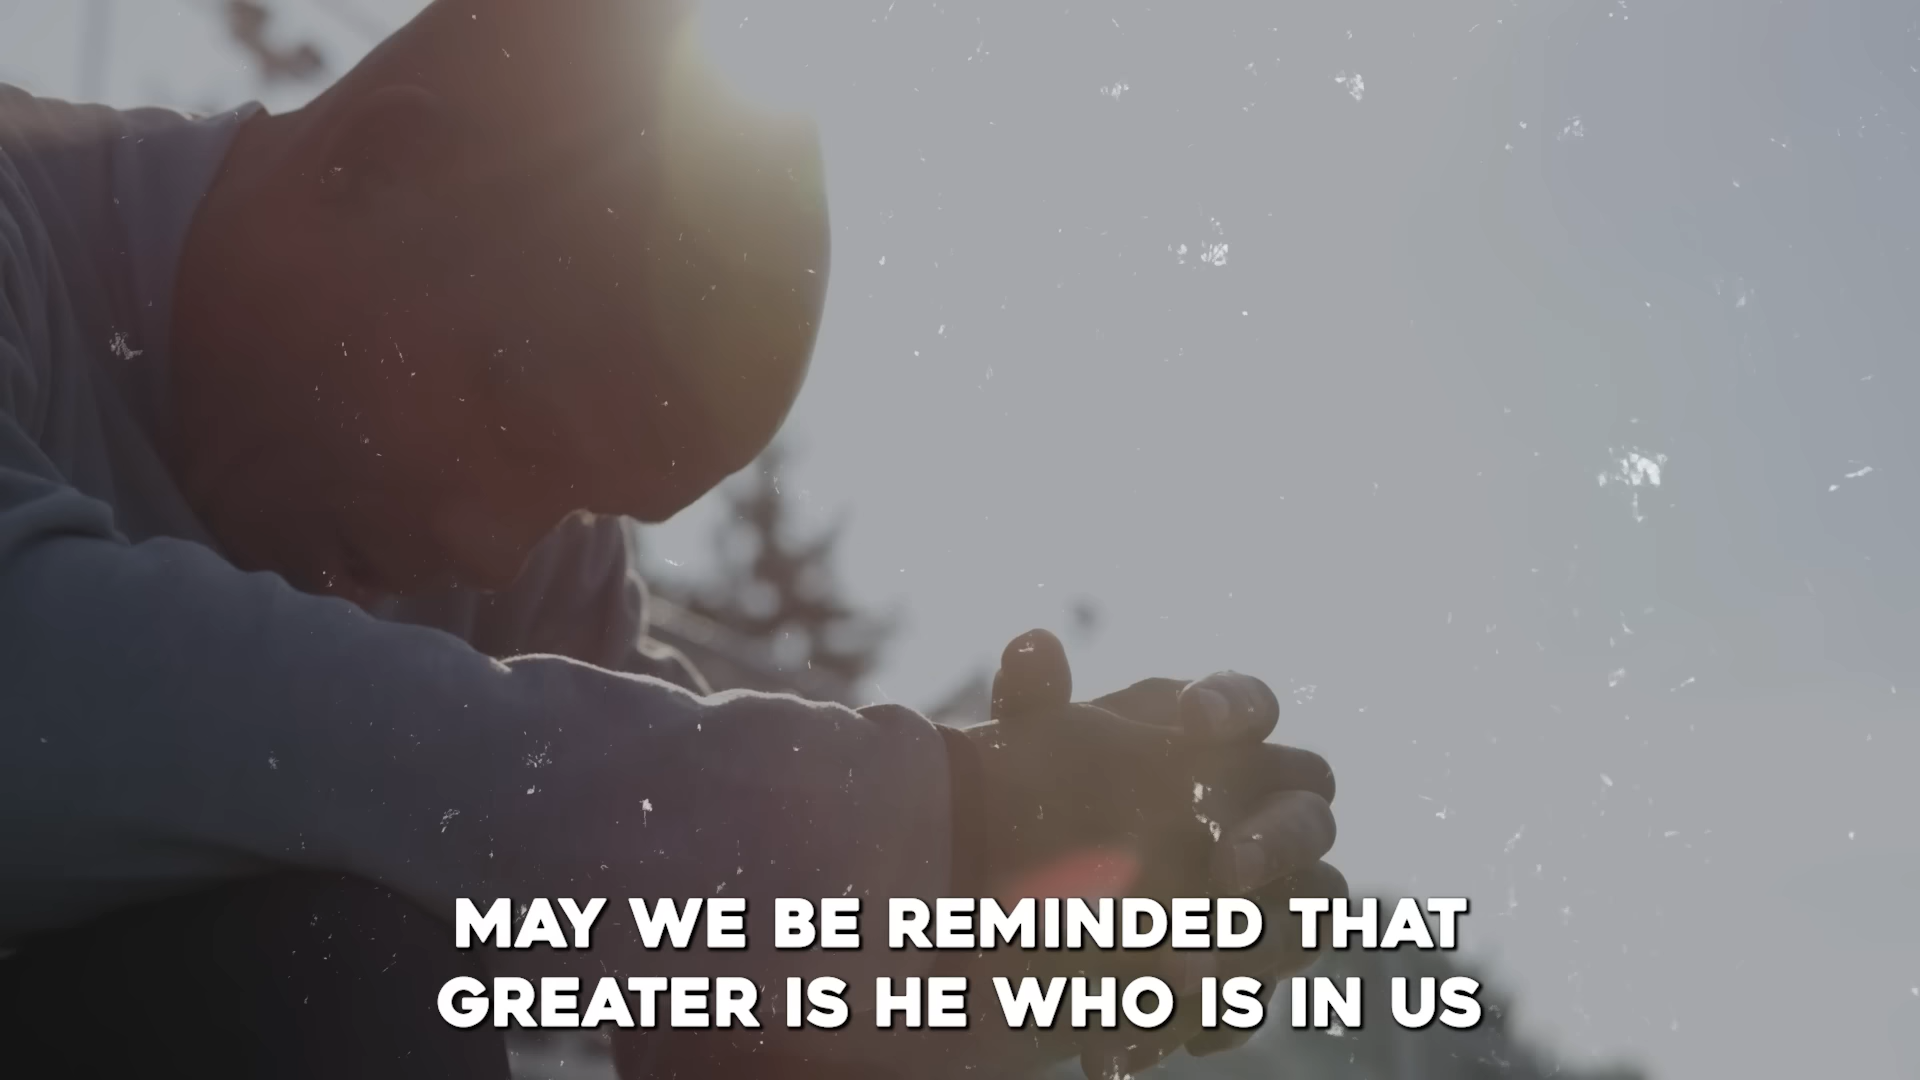 MAY WE BE REMINDED THAT
GREATER IS HE WHO IS IN US